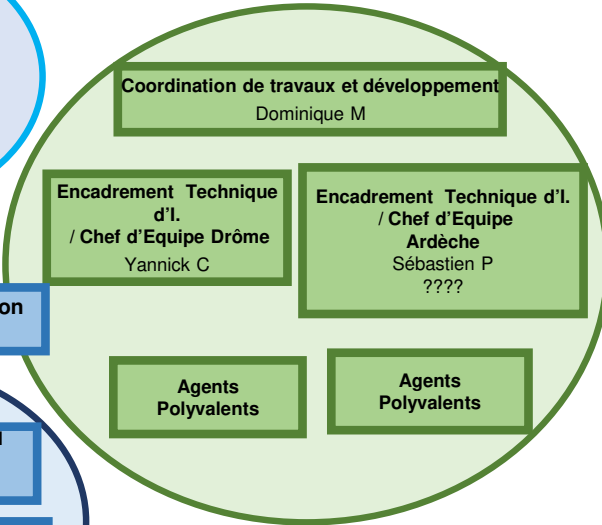 Coordination de travaux et développement
Dominique M
Encadrement Technique
d'I.
/ Chef d'Equipe Drôme
Yannick C
Encadrement Technique d'I.
/ Chef d'Equipe
Ardèche
Sébastien P
????
on
Agents
Polyvalents
Agents
Polyvalents